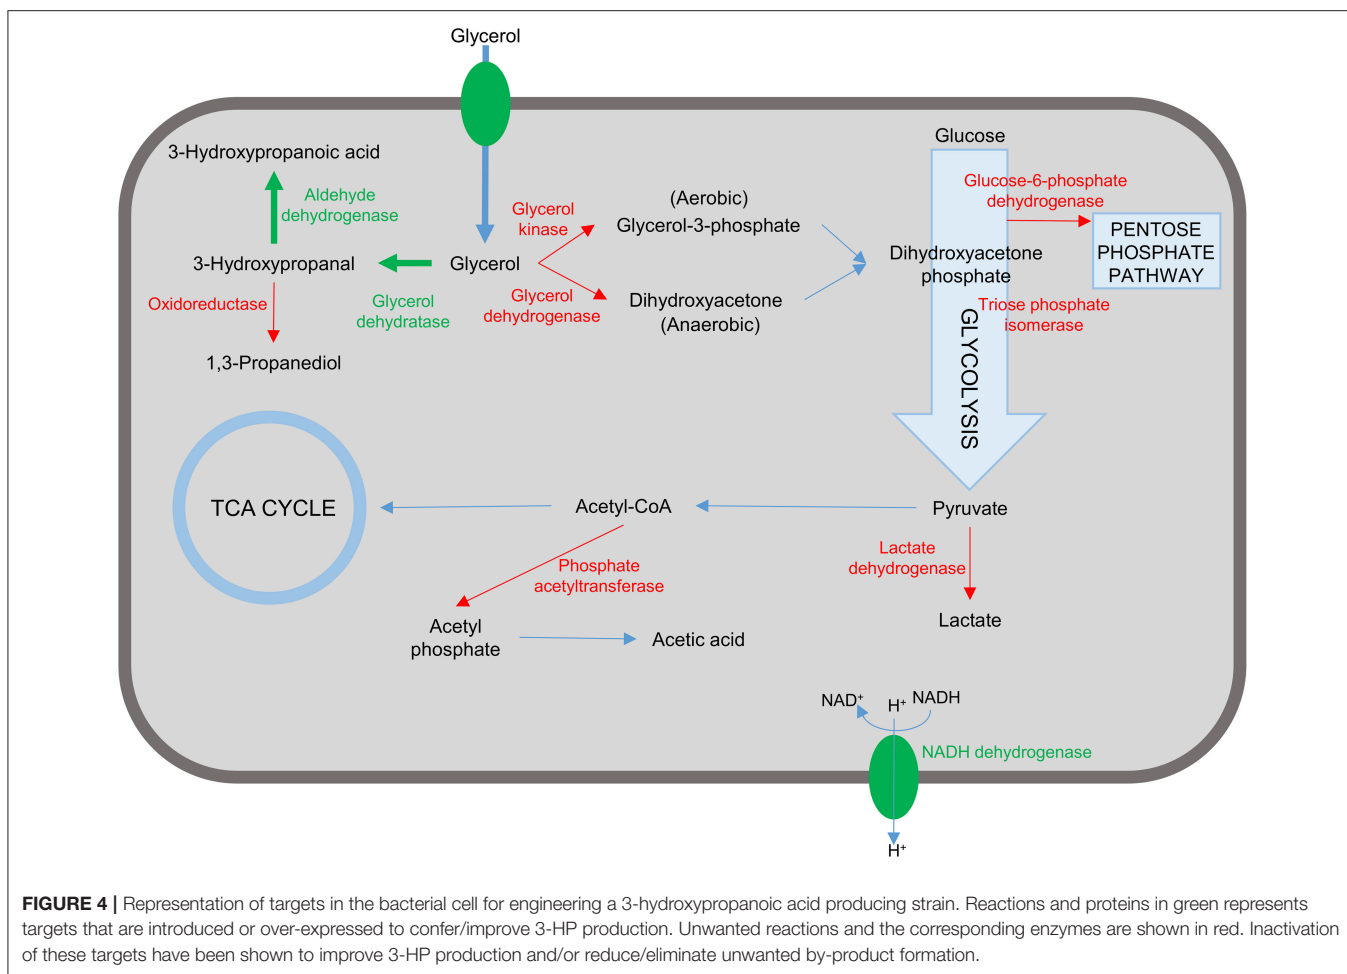 Glycerol
3-Hydroxypropanoic acid
Aldehyde
dehydrogenase
3-Hydroxypropanal
Oxidoreductase
1,3-Propanediol
Glycerol
dehydratase
Glycerol
Glycerol
kinase
Glycerol
dehydrogenase
(Aerobic)
Glycerol-3-phosphate
Dihydroxyacetone
(Anaerobic)
Glucose
Glucose-6-phosphate
dehydrogenase
PENTOSE
PHOSPHATE
PATHWAY
Dihydroxyacetone
phosphate
Triose phosphate
isomerase
GLYCOLYSIS
TCA CYCLE
Acetyl-CoA
Pyruvate
Phosphate
acetyltransferase
Lactate
dehydrogenase
Acetyl
phosphate
Acetic acid
Lactate
NAD⁺
H⁺
NADH
NADH dehydrogenase
H⁺
FIGURE 4 | Representation of targets in the bacterial cell for engineering a 3-hydroxypropanoic acid producing strain. Reactions and proteins in green represents
targets that are introduced or over-expressed to confer/improve 3-HP production. Unwanted reactions and the corresponding enzymes are shown in red. Inactivation
of these targets have been shown to improve 3-HP production and/or reduce/eliminate unwanted by-product formation.